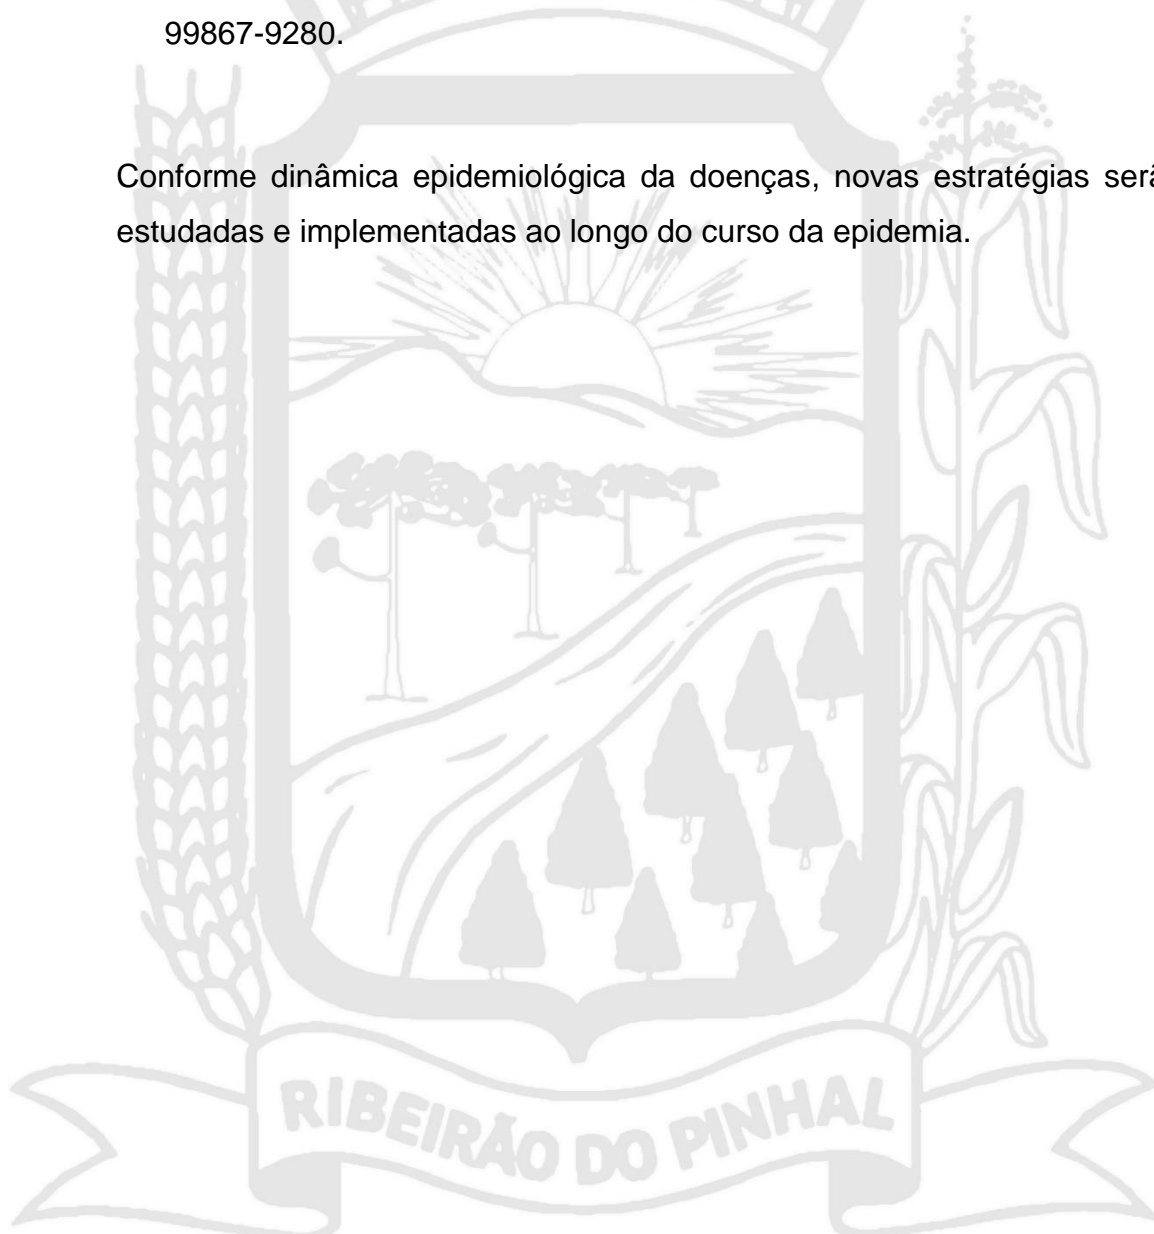 99867-9280.
Conforme dinâmica epidemiológica da doenças, novas estratégias ser
estudadas e implementadas ao longo do curso da epidemia.
RIBEIRÃO DO PINHAL